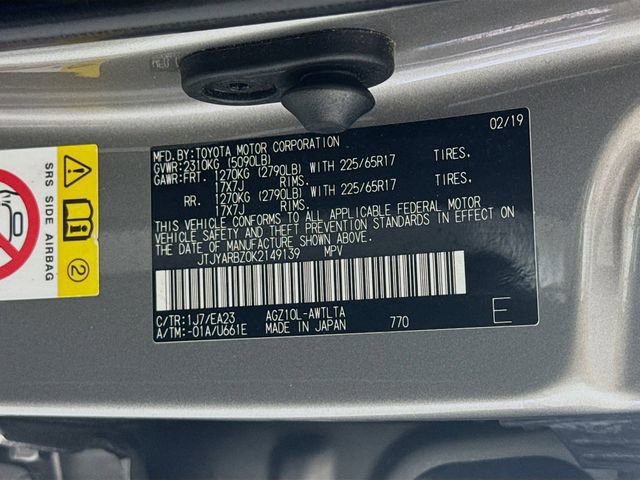 02/19
MFD.BY:TOYOTA MOTOR CORPORATION
GVWR:2310KG (5090LB)
GAWR:FRT. 1270KG (2790LB) WITH 225/65R17 TIRES.
17X7J RIMS.
RR. 1270KG (2790LB) WITH 225/65R17 TIRES.
17X7J RIMS.
THIS VEHICLE CONFORMS TO ALL APPLICABLE FEDERAL MOTOR
VEHICLE SAFETY AND THEFT PREVENTION STANDARDS IN EFFECT ON
THE DATE OF MANUFACTURE SHOWN ABOVE.
JTJYARBZ0K2149139 MPV
C/TR:1J7/EA23 AGZ10L-AWTLTA
A/TM:-01A/U661E MADE IN JAPAN 770 E
SRS SIDE AIRBAG
2